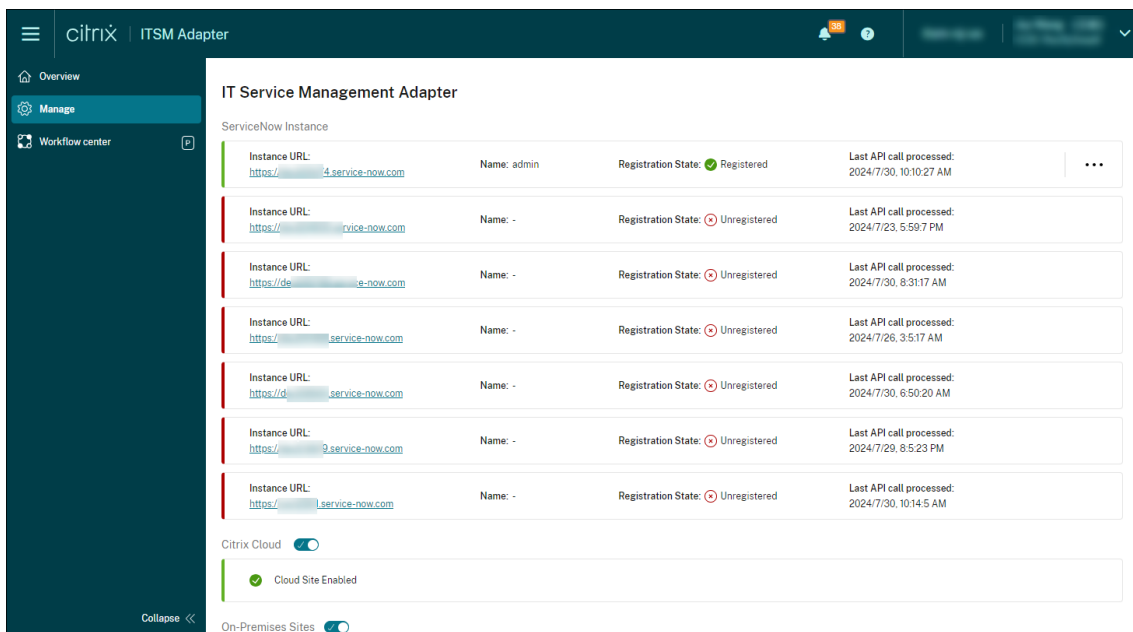 citrix | ITSM Adapter
38
?
Overview
Manage
Workflow center P
Collapse
IT Service Management Adapter
ServiceNow Instance
Instance URL: Name: admin Registration State: Registered Last API call processed:
https:/ 4.service-now.com 2024/7/30, 10:10:27 AM
Instance URL: Name: - Registration State: Unregistered Last API call processed:
https:// rvice-now.com 2024/7/23, 5:59:7 PM
Instance URL: Name: - Registration State: Unregistered Last API call processed:
https://de e-now.com 2024/7/30, 8:31:17 AM
Instance URL: Name: - Registration State: Unregistered Last API call processed:
https:/ .service-now.com 2024/7/26, 3:5:17 AM
Instance URL: Name: - Registration State: Unregistered Last API call processed:
https://d .service-now.com 2024/7/30, 6:50:20 AM
Instance URL: Name: - Registration State: Unregistered Last API call processed:
https:/ 9.service-now.com 2024/7/29, 8:5:23 PM
Instance URL: Name: - Registration State: Unregistered Last API call processed:
https:/ .service-now.com 2024/7/30, 10:14:5 AM
Citrix Cloud
Cloud Site Enabled
On-Premises Sites